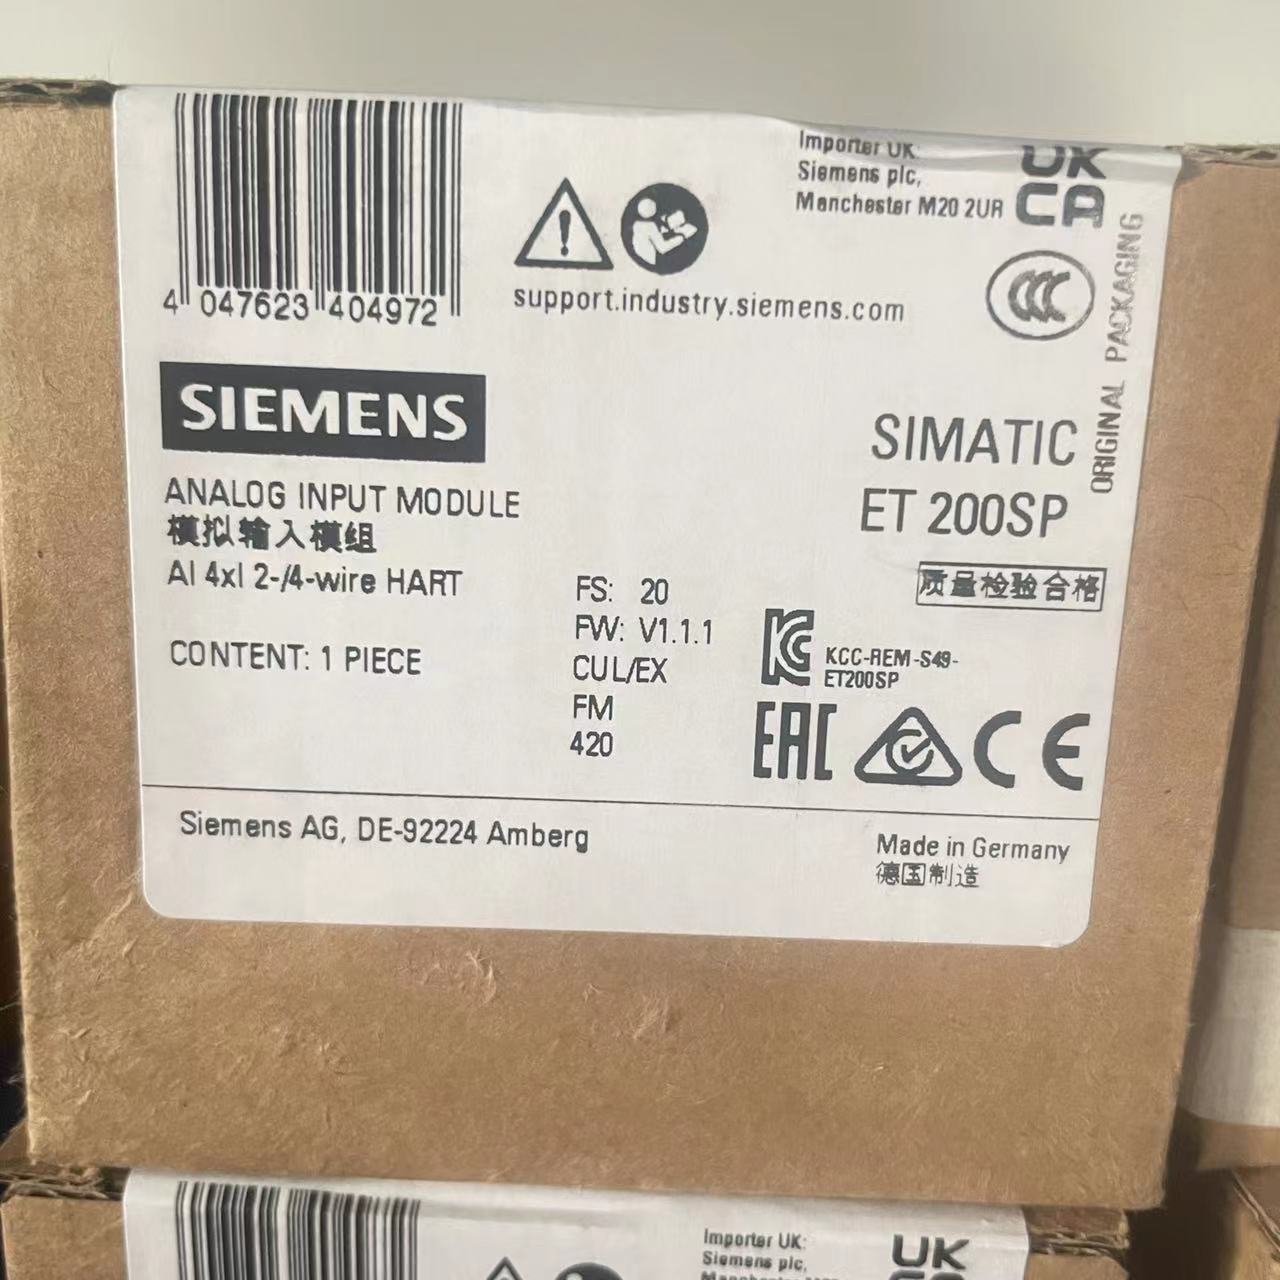 4 047623 404972
support.industry.siemens.com
Importer UK:
Siemens plc,
Manchester M20 2UR
UK
CA
CCC
ORIGINAL PACKAGING
SIEMENS
ANALOG INPUT MODULE
模拟输入模组
AI 4xI 2-/4-wire HART
CONTENT: 1 PIECE
SIMATIC
ET 200SP
质量检验合格
FS: 20
FW: V1.1.1
CUL/EX
FM
420
KCC-REM-S49-
ET200SP
EAC
CE
Siemens AG, DE-92224 Amberg
Made in Germany
德国制造
Importer UK:
Siemens plc,
UK